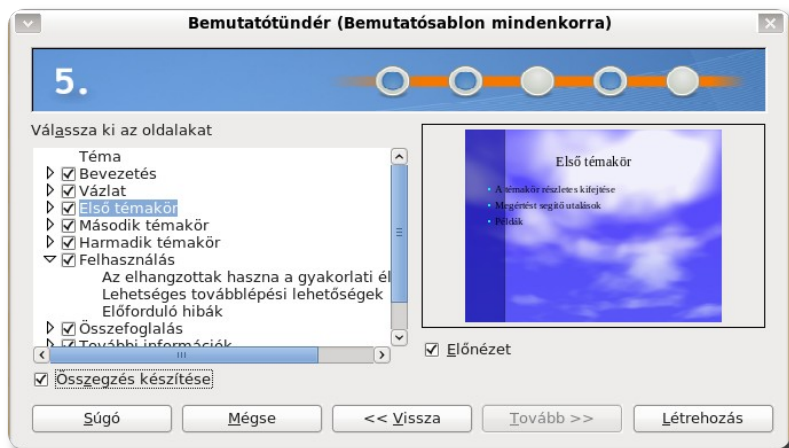 Bemutatótündér (Bemutatósablon mindenkorra)
5.
Válassza ki az oldalakat
Téma
Bevezetés
Vázlat
Első témakör
Második témakör
Harmadik témakör
Felhasználás
Az elhangzottak haszna a gyakorlati él
Lehetséges továbblépési lehetőségek
Előforduló hibák
Összefoglalás
További információk
Összegzés készítése
Első témakör
A témakör részletes kifejtése
Megértést segítő utalások
Példák
Előnézet
Súgó
Mégse
<< Vissza
Tovább >>
Létrehozás